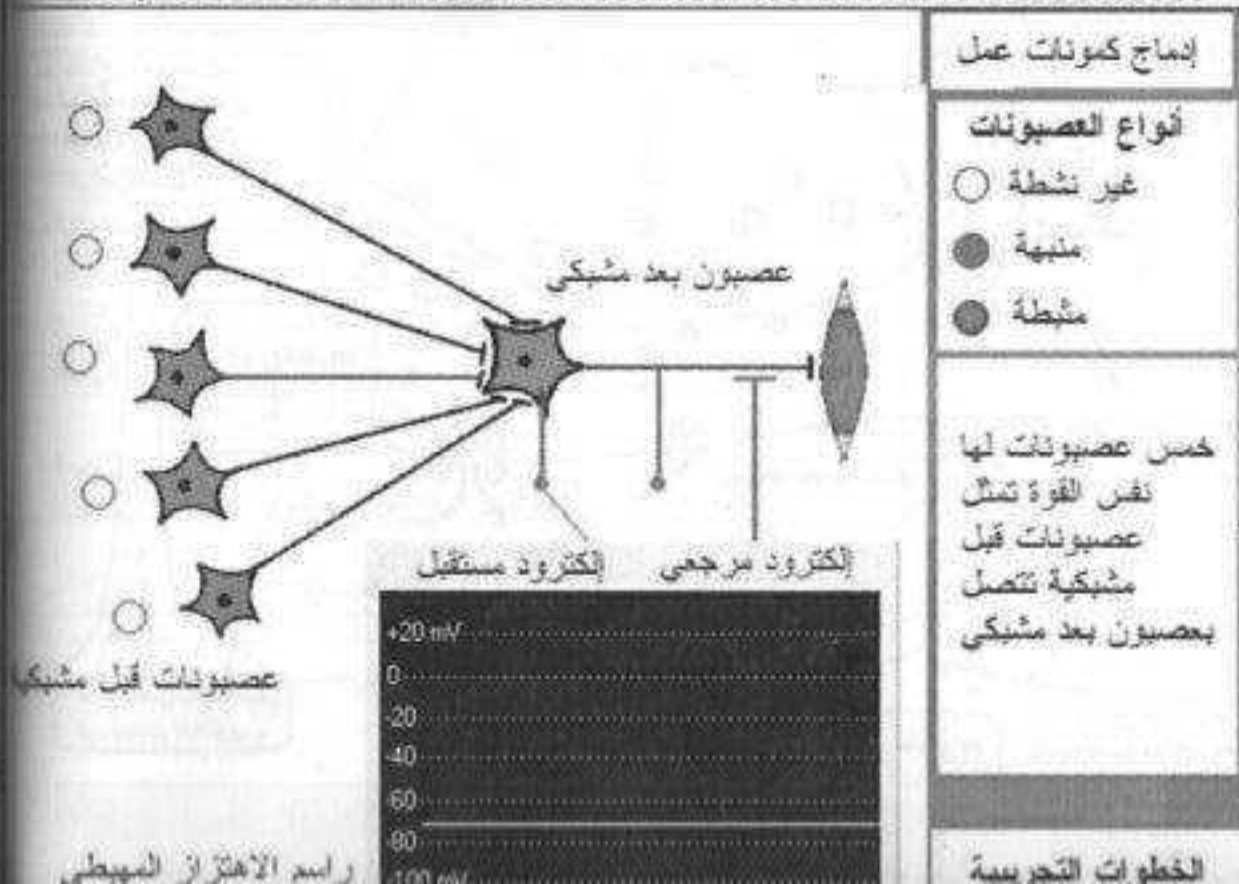 إدماج كمونات عمل
أنواع العصبونات
غير نشطة
منبهة
مثبطة
خمس عصبونات لها
نفس القوة تمثل
عصبونات قبل
مشبكية تتصل
بعصبون بعد مشبكي
الخطوات التجريبية
عصبون بعد مشبكي
إلكترود مرجعي
إلكترود مستقبل
عصبونات قبل مشبكيا
+20 mV
0
-20
-40
60
80
-100 mV
راسم الاهتزاز المهبطي